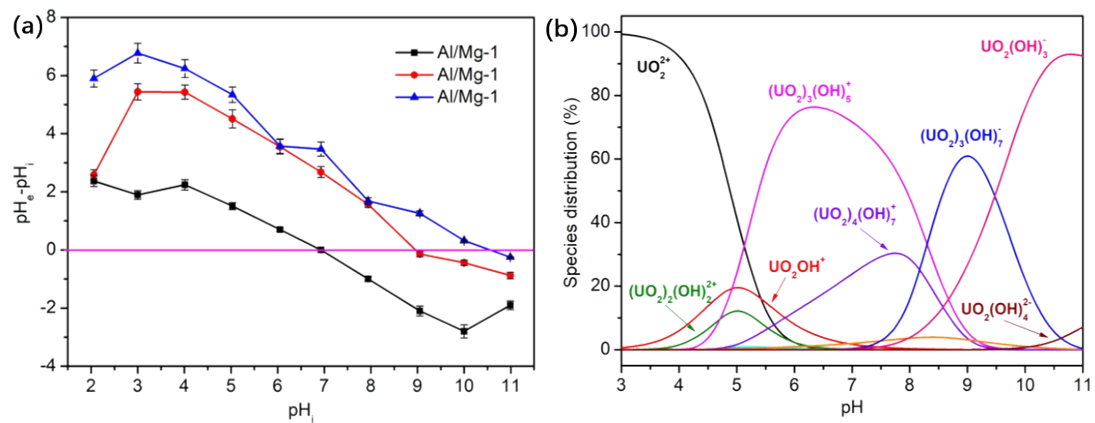 (a)
8
6
4
2
0
-2
-4
pHe-pHi
Al/Mg-1
Al/Mg-1
Al/Mg-1
2 3 4 5 6 7 8 9 10 11
pHi
(b)
100
80
60
40
20
0
Species distribution (%)
UO₂²⁺
(UO₂)₃(OH)₅⁺
UO₂(OH)₃⁻
(UO₂)₃(OH)₇⁻
(UO₂)₄(OH)₇⁺
UO₂OH⁺
(UO₂)₂(OH)₂²⁺
UO₂(OH)₄²⁻
3 4 5 6 7 8 9 10 11
pH